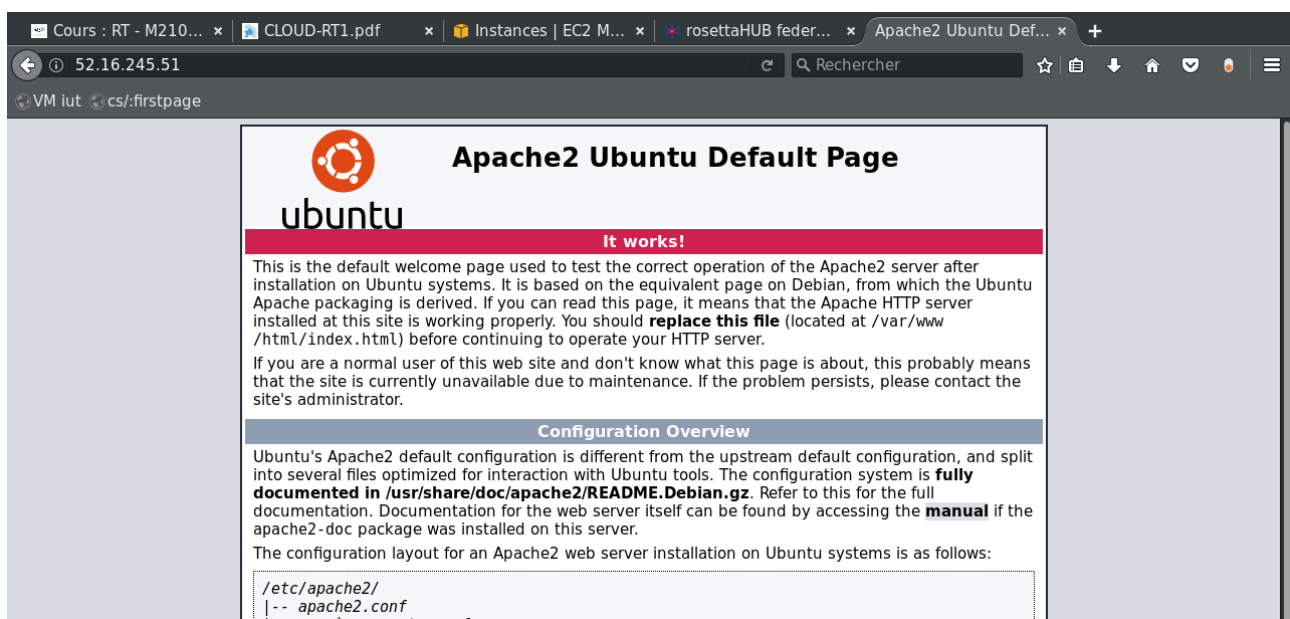 Cours : RT - M210...
CLOUD-RT1.pdf
Instances | EC2 M...
rosettaHUB feder...
Apache2 Ubuntu Def...
52.16.245.51
Rechercher
VM iut
cs/:firstpage
ubuntu
Apache2 Ubuntu Default Page
It works!
This is the default welcome page used to test the correct operation of the Apache2 server after
installation on Ubuntu systems. It is based on the equivalent page on Debian, from which the Ubuntu
Apache packaging is derived. If you can read this page, it means that the Apache HTTP server
installed at this site is working properly. You should replace this file (located at /var/www
/html/index.html) before continuing to operate your HTTP server.
If you are a normal user of this web site and don't know what this page is about, this probably means
that the site is currently unavailable due to maintenance. If the problem persists, please contact the
site's administrator.
Configuration Overview
Ubuntu's Apache2 default configuration is different from the upstream default configuration, and split
into several files optimized for interaction with Ubuntu tools. The configuration system is fully
documented in /usr/share/doc/apache2/README.Debian.gz. Refer to this for the full
documentation. Documentation for the web server itself can be found by accessing the manual if the
apache2-doc package was installed on this server.
The configuration layout for an Apache2 web server installation on Ubuntu systems is as follows:
/etc/apache2/
|-- apache2.conf